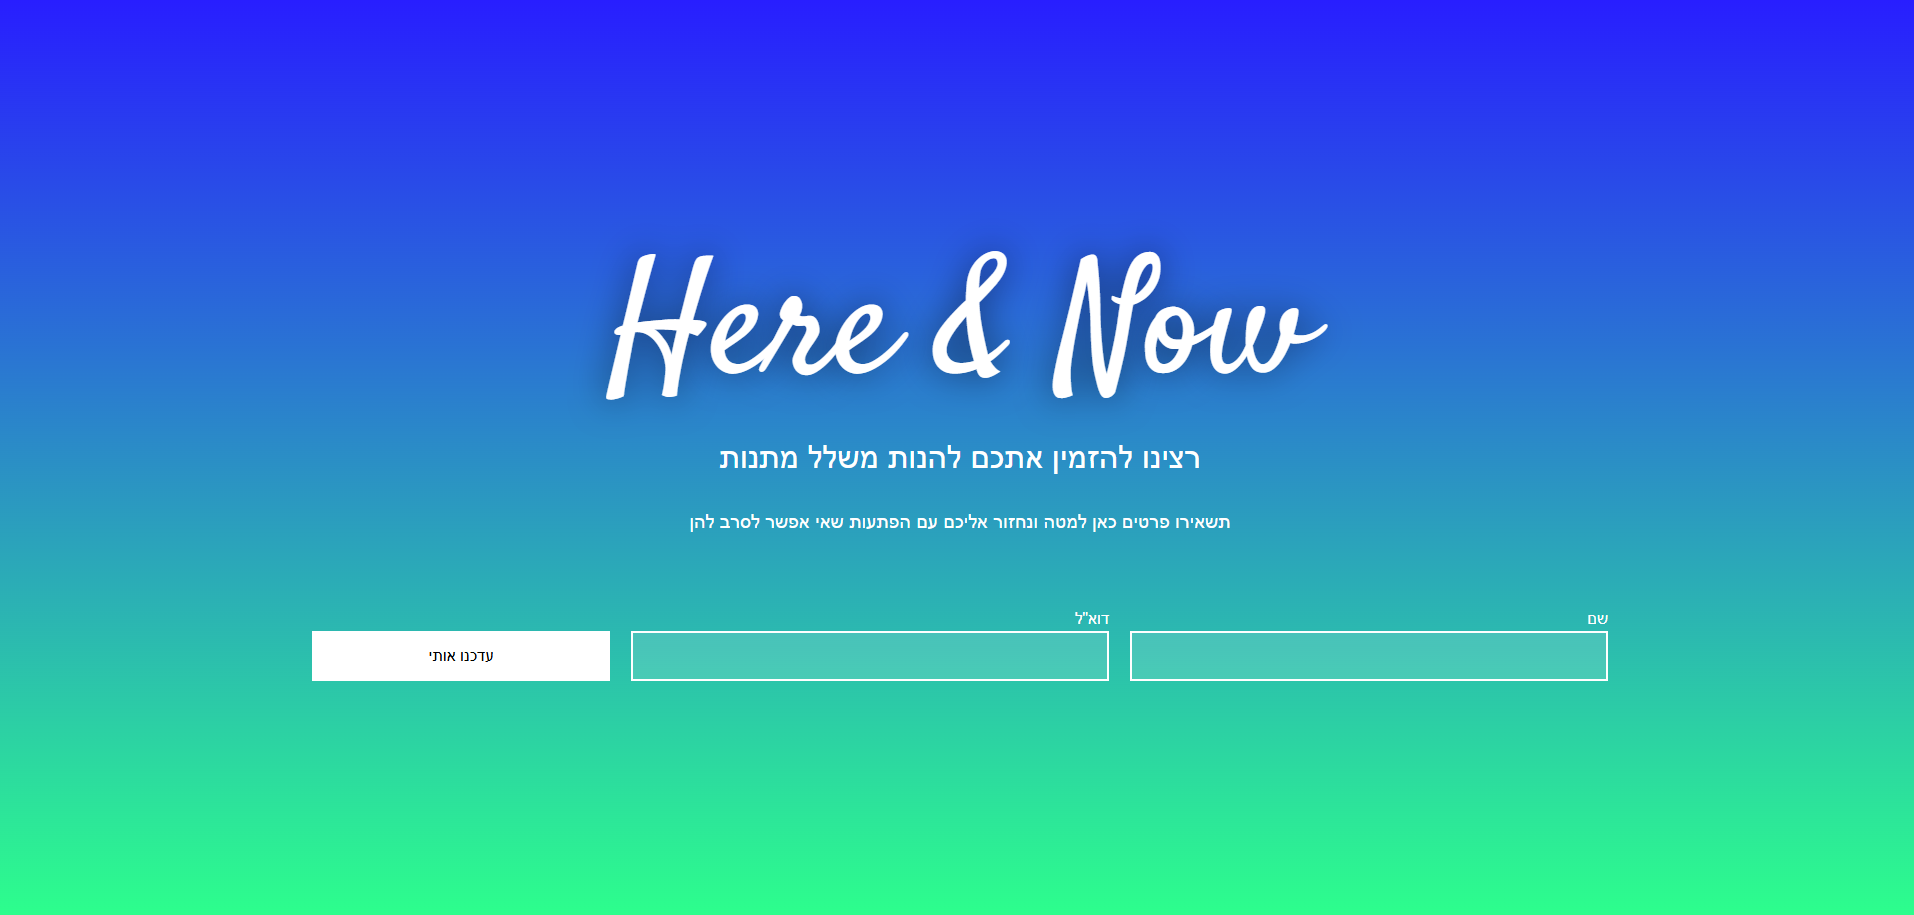 Here & Now
רצינו להזמין אתכם להנות משלל מתנות
תשאירו פרטים כאן למטה ונחזור אליכם עם הפתעות שאי אפשר לסרב להן
שם
דוא"ל
עדכנו אותי